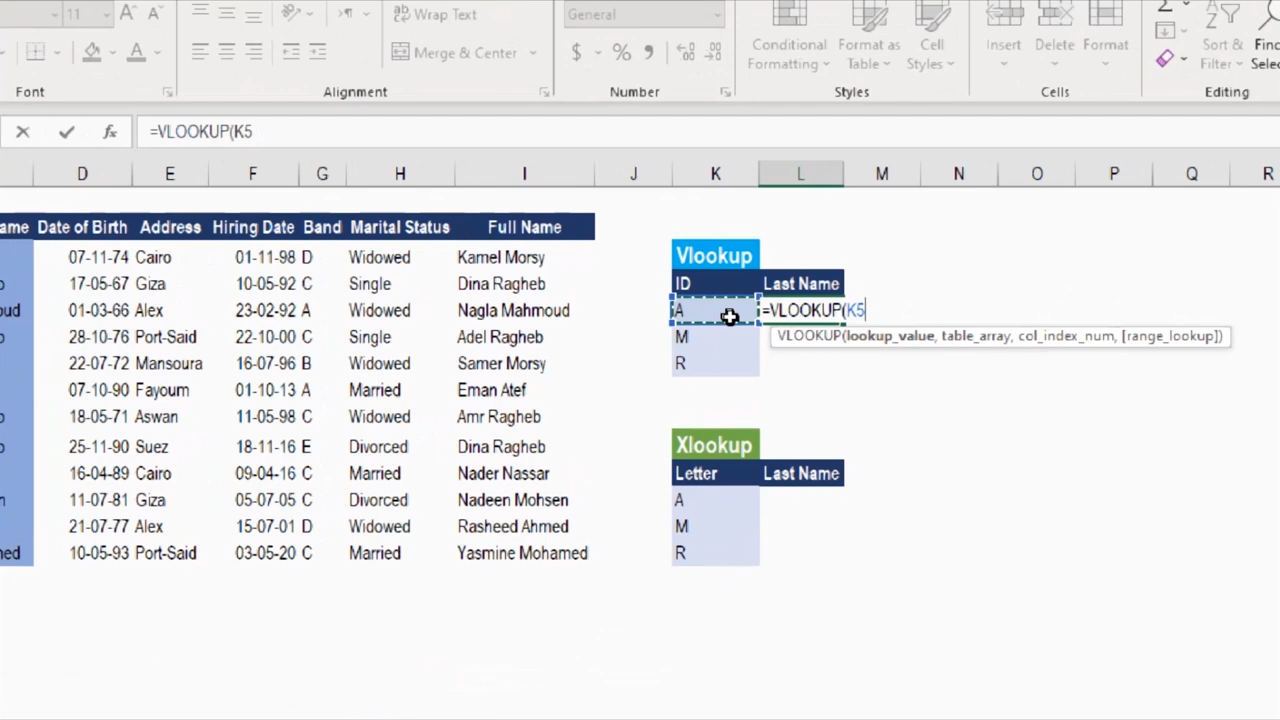 11
Wrap Text
General
Merge & Center
$ % ,
Conditional Formatting
Format as Table
Cell Styles
Insert
Delete
Format
Sort & Filter
Font
Alignment
Number
Styles
Cells
Editing
fx =VLOOKUP(K5
D E F G H I J K L M N O P Q R
Date of Birth Address Hiring Date Band Marital Status Full Name
07-11-74 Cairo 01-11-98 D Widowed Kamel Morsy
17-05-67 Giza 10-05-92 C Single Dina Ragheb
01-03-66 Alex 23-02-92 A Widowed Nagla Mahmoud
28-10-76 Port-Said 22-10-00 C Single Adel Ragheb
22-07-72 Mansoura 16-07-96 B Widowed Samer Morsy
07-10-90 Fayoum 01-10-13 A Married Eman Atef
18-05-71 Aswan 11-05-98 C Widowed Amr Ragheb
25-11-90 Suez 18-11-16 E Divorced Dina Ragheb
16-04-89 Cairo 09-04-16 C Married Nader Nassar
11-07-81 Giza 05-07-05 C Divorced Nadeen Mohsen
21-07-77 Alex 15-07-01 D Widowed Rasheed Ahmed
10-05-93 Port-Said 03-05-20 C Married Yasmine Mohamed
Vlookup
ID Last Name
A =VLOOKUP(K5
VLOOKUP(lookup_value, table_array, col_index_num, [range_lookup])
M
R
Xlookup
Letter Last Name
A
M
R